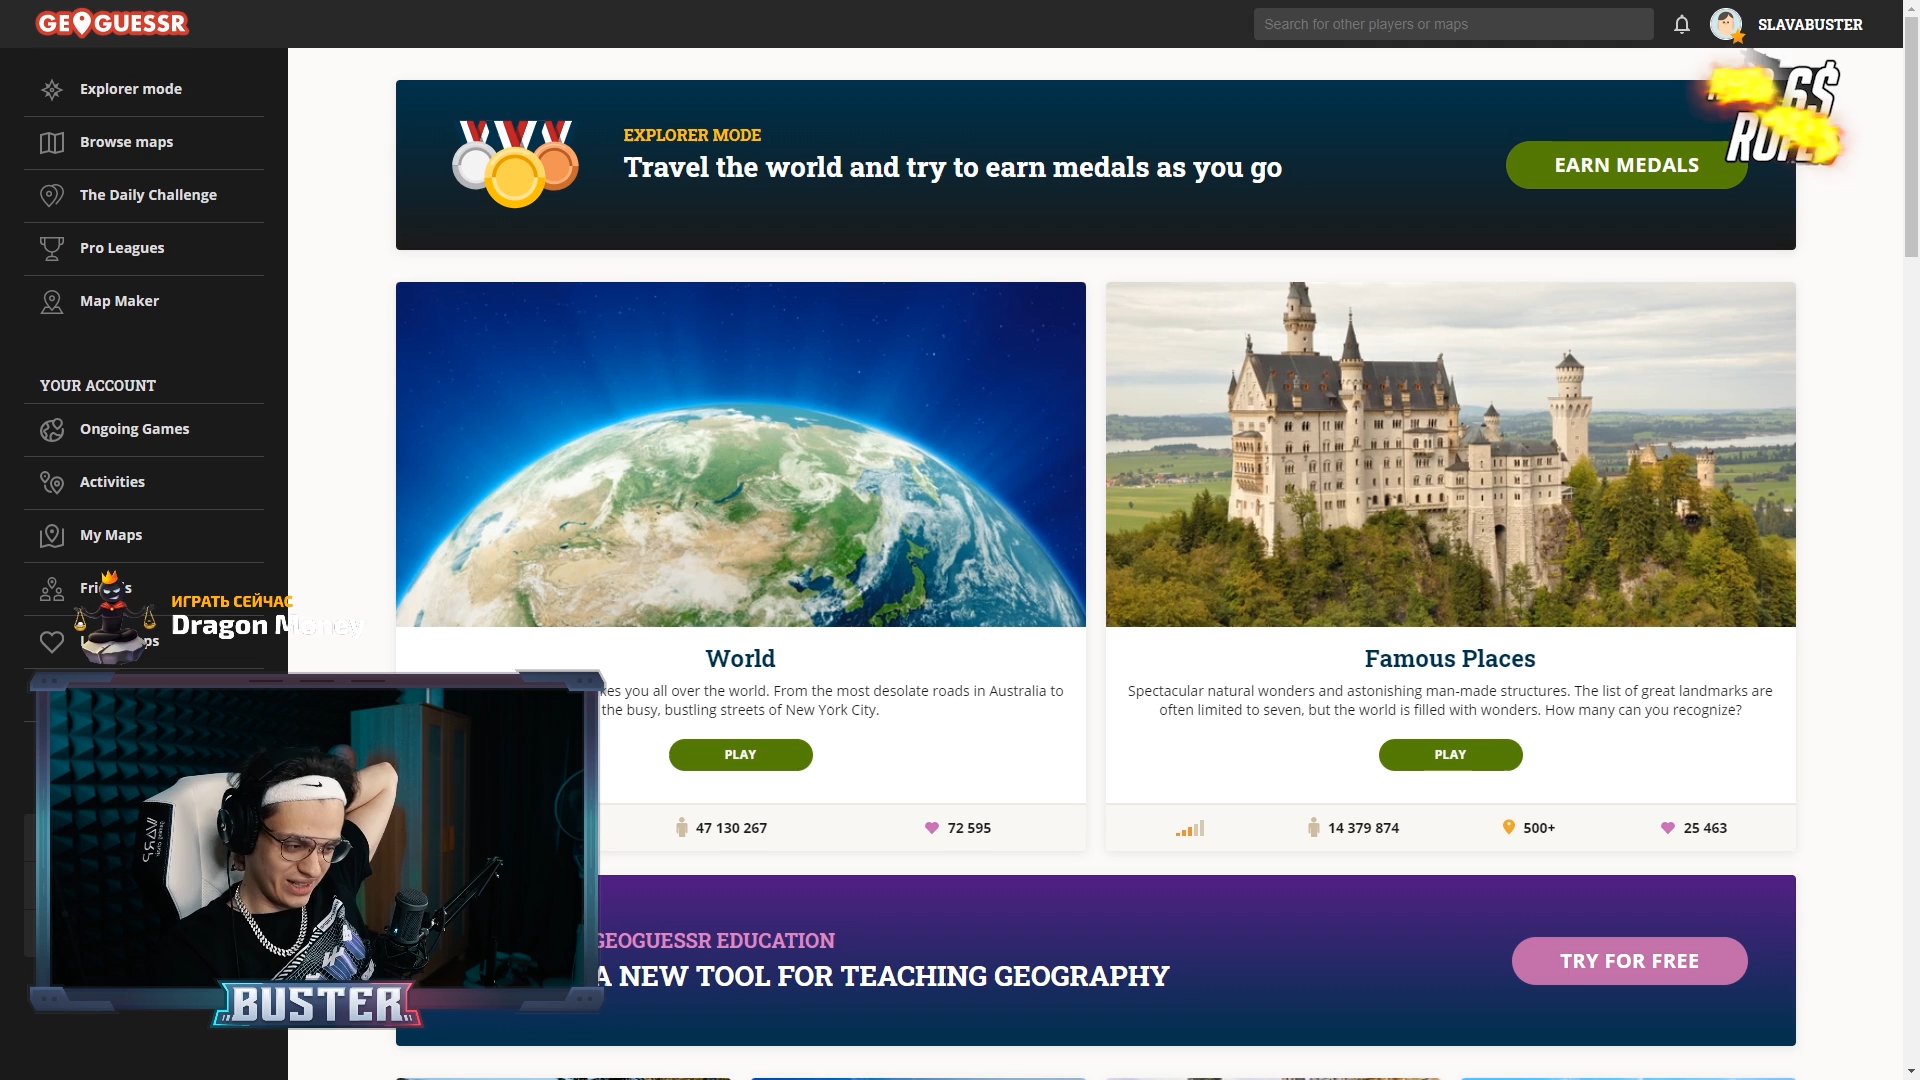 GEOGUESSR
Search for other players or maps
SLAVABUSTER
Explorer mode
Browse maps
The Daily Challenge
Pro Leagues
Map Maker
YOUR ACCOUNT
Ongoing Games
Activities
My Maps
ИГРАТЬ СЕЙЧАС
Dragon Money
EXPLORER MODE
Travel the world and try to earn medals as you go
EARN MEDALS
World
you all over the world. From the most desolate roads in Australia to
the busy, bustling streets of New York City.
PLAY
47 130 267
72 595
Famous Places
Spectacular natural wonders and astonishing man-made structures. The list of great landmarks are
often limited to seven, but the world is filled with wonders. How many can you recognize?
PLAY
14 379 874
500+
25 463
GEOGUESSR EDUCATION
A NEW TOOL FOR TEACHING GEOGRAPHY
TRY FOR FREE
WARP
BUSTER